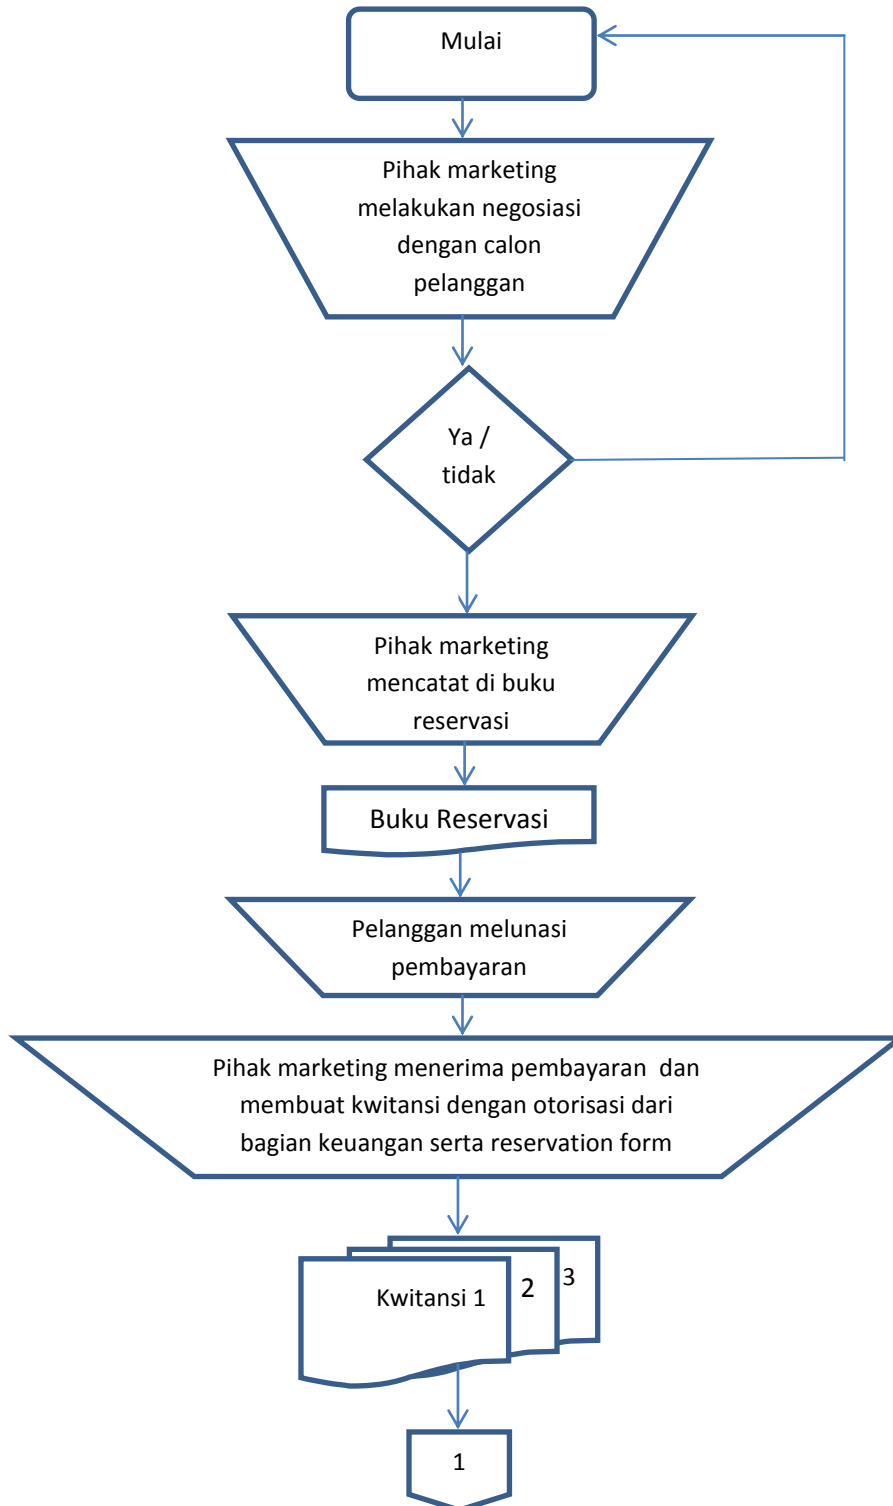 Mulai
Pihak marketing
melakukan negosiasi
dengan calon
pelanggan
Ya /
tidak
Pihak marketing
mencatat di buku
reservasi
Buku Reservasi
Pelanggan melunasi
pembayaran
Pihak marketing menerima pembayaran  dan
membuat kwitansi dengan otorisasi dari
bagian keuangan serta reservation form
Kwitansi 1
2
3
1